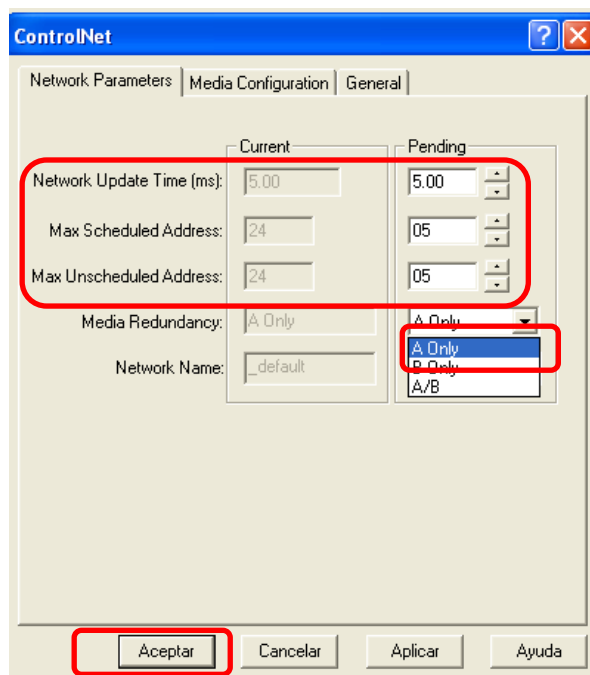 ControlNet
Network Parameters Media Configuration General
Current Pending
Network Update Time (ms): 5.00 5.00
Max Scheduled Address: 24 05
Max Unscheduled Address: 24 05
Media Redundancy: A Only A Only
A Only
Network Name: _default B Only
A/B
Aceptar Cancelar Aplicar Ayuda